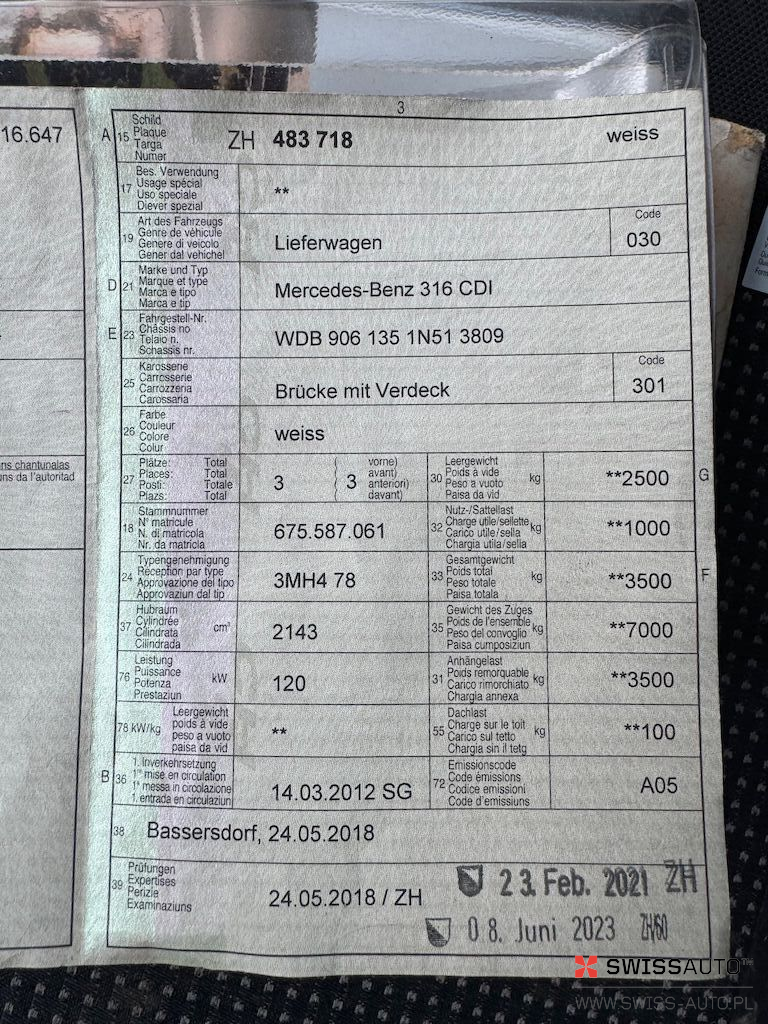 3
16.647
A 15 Schild
Plaque
Targa
Numer
ZH 483 718 weiss
17 Bes. Verwendung
Usage spécial
Uso speciale
Diever spezial
**
19 Art des Fahrzeugs
Genre de véhicule
Genere di veicolo
Gener dal vehichel
Lieferwagen
Code
030
D 21 Marke und Typ
Marque et type
Marca e tipo
Marca e tip
Mercedes-Benz 316 CDI
E 23 Fahrgestell-Nr.
Châssis no
Telaio n.
Schassis nr.
WDB 906 135 1N51 3809
25 Karosserie
Carrosserie
Carrozzeria
Carossaria
Brücke mit Verdeck
Code
301
26 Farbe
Couleur
Colore
Colur
weiss
ns chantunalas
ns da l'autoritad
27 Plätze: Total
Places: Total
Posti: Totale
Plazs: Total
3 ( 3 vorne)
avant)
anteriori)
davant)
30 Leergewicht
Poids à vide
Peso a vuoto
Paisa da vid
kg
**2500 G
18 Stammnummer
N° matricule
N. di matricola
Nr. da matricla
675.587.061
32 Nutz-/Sattellast
Charge utile/sellette
Carico utile/sella
Chargia utila/sella
kg
**1000
24 Typengenehmigung
Réception par type
Approvazione del tipo
Approvaziun dal tip
3MH4 78
33 Gesamtgewicht
Poids total
Peso totale
Paisa totala
kg
**3500 F
37 Hubraum
Cylindrée
Cilindrata
Cilindrada
cm³
2143
35 Gewicht des Zuges
Poids de l'ensemble
Peso del convoglio
Paisa cumposiziun
kg
**7000
76 Leistung
Puissance
Potenza
Prestaziun
kW
120
31 Anhängelast
Poids remorquable
Carico rimorchiato
Chargia annexa
kg
**3500
78 kW/kg Leergewicht
poids à vide
peso a vuoto
paisa da vid
**
55 Dachlast
Charge sur le toit
Carico sul tetto
Chargia sin il tetg
kg
**100
B 36 1. Inverkehrsetzung
1re mise en circulation
1a messa in circolazione
1. entrada en circulaziun
14.03.2012 SG
72 Emissionscode
Code émissions
Codice emissioni
Code d'emissiuns
A05
38 Bassersdorf, 24.05.2018
39 Prüfungen
Expertises
Perizie
Examinaziuns
24.05.2018 / ZH
23. Feb. 2021 ZH
08. Juni 2023 ZH/60
SWISSAUTO
WWW.SWISS-AUTO.PL